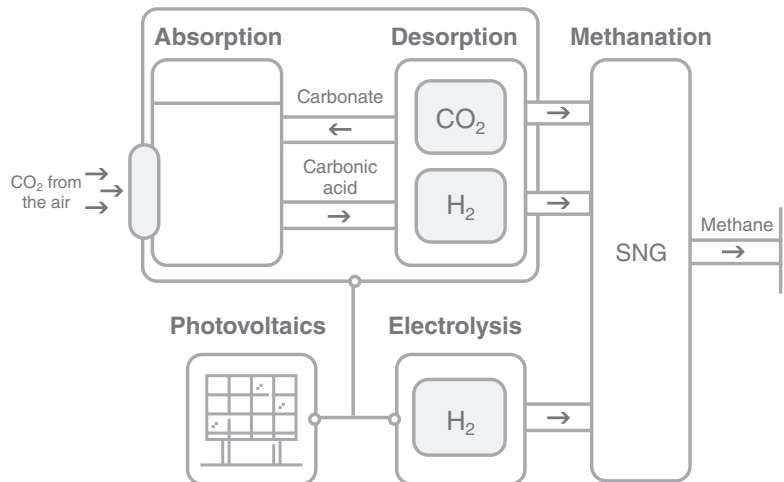 Absorption
Desorption
Methanation
Carbonate
CO₂
CO₂ from
the air
Carbonic
acid
H₂
Methane
SNG
Photovoltaics
Electrolysis
H₂